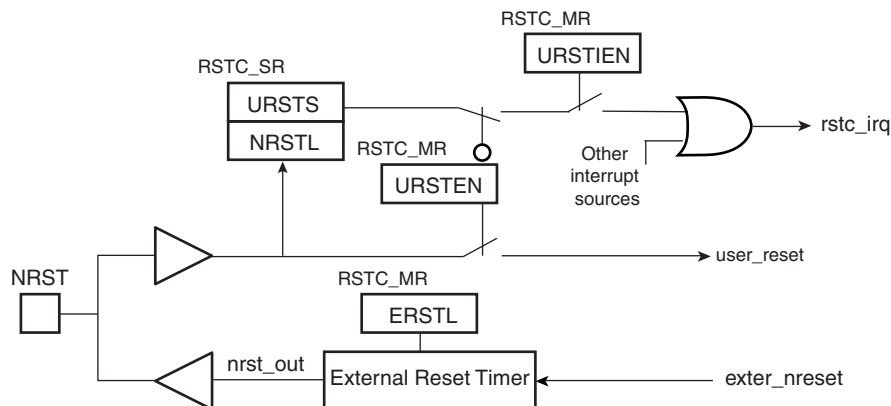 RSTC_MR
URSTIEN
RSTC_SR
URSTS
NRSTL
rstc_irq
RSTC_MR
URSTEN
Other
interrupt
sources
user_reset
NRST
RSTC_MR
ERSTL
nrst_out
External Reset Timer
exter_nreset